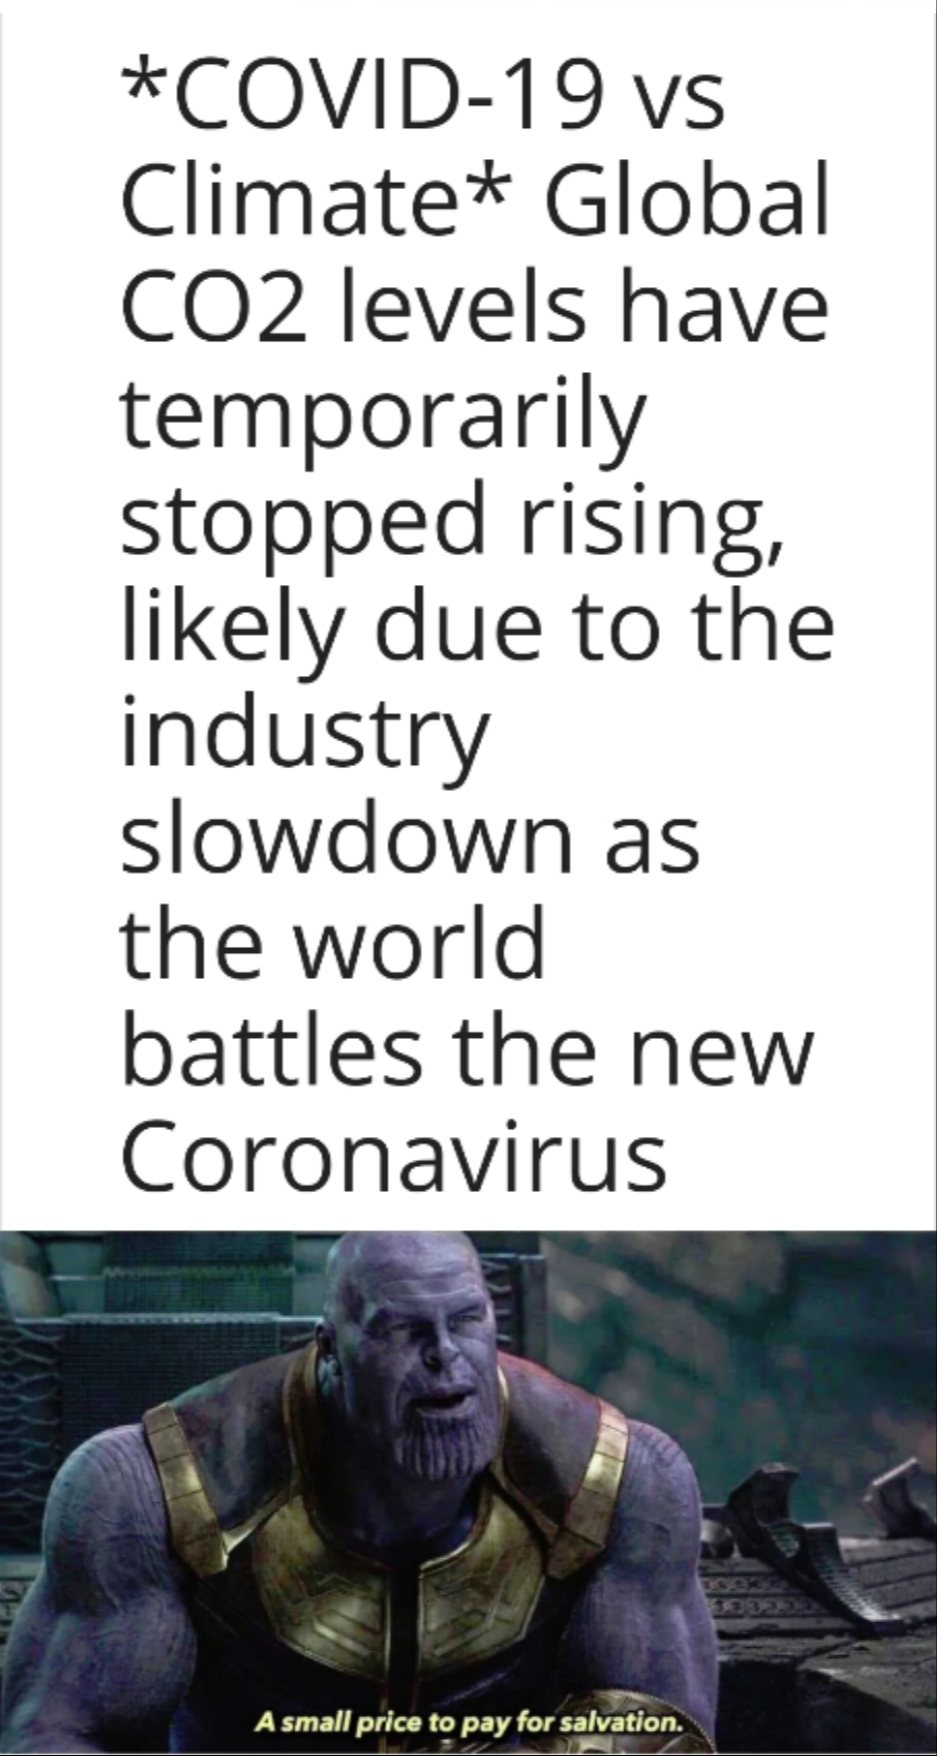 *COVID-19 vs
Climate* Global
CO2 levels have
temporarily
stopped rising,
likely due to the
industry
slowdown as
the world
battles the new
Coronavirus
A small price to pay for salvation.